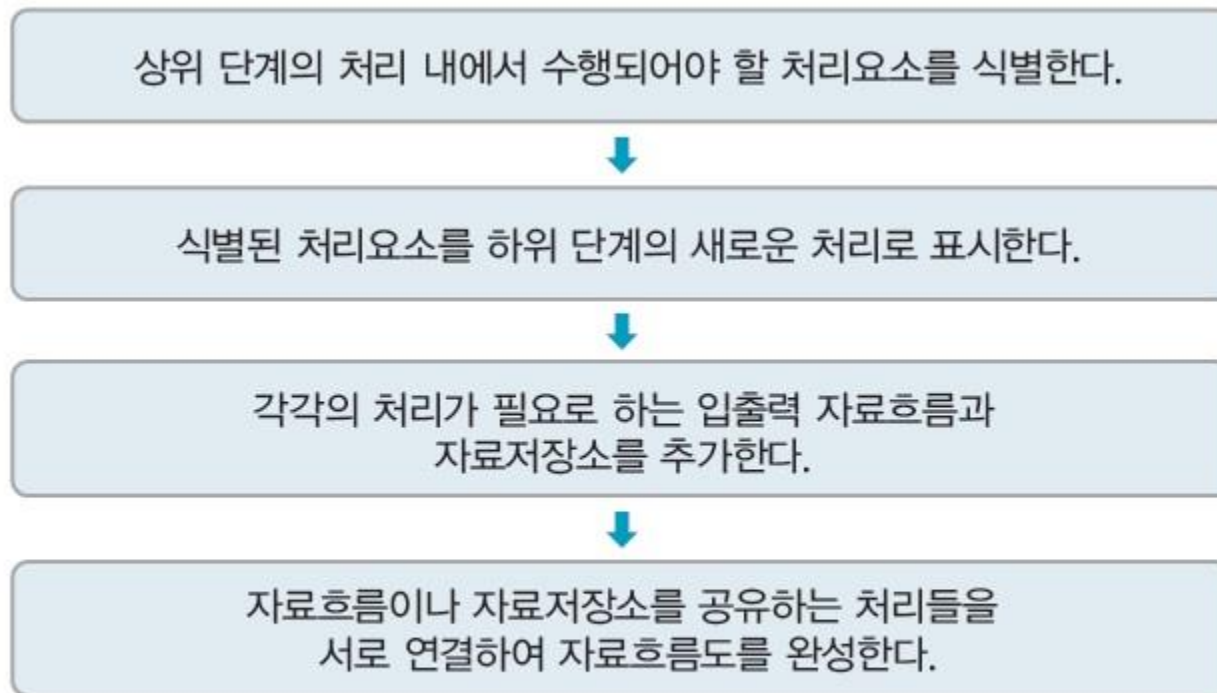 상위 단계의 처리 내에서 수행되어야 할 처리요소를 식별한다.
식별된 처리요소를 하위 단계의 새로운 처리로 표시한다.
각각의 처리가 필요로 하는 입출력 자료흐름과
자료저장소를 추가한다.
자료흐름이나 자료저장소를 공유하는 처리들을
서로 연결하여 자료흐름도를 완성한다.